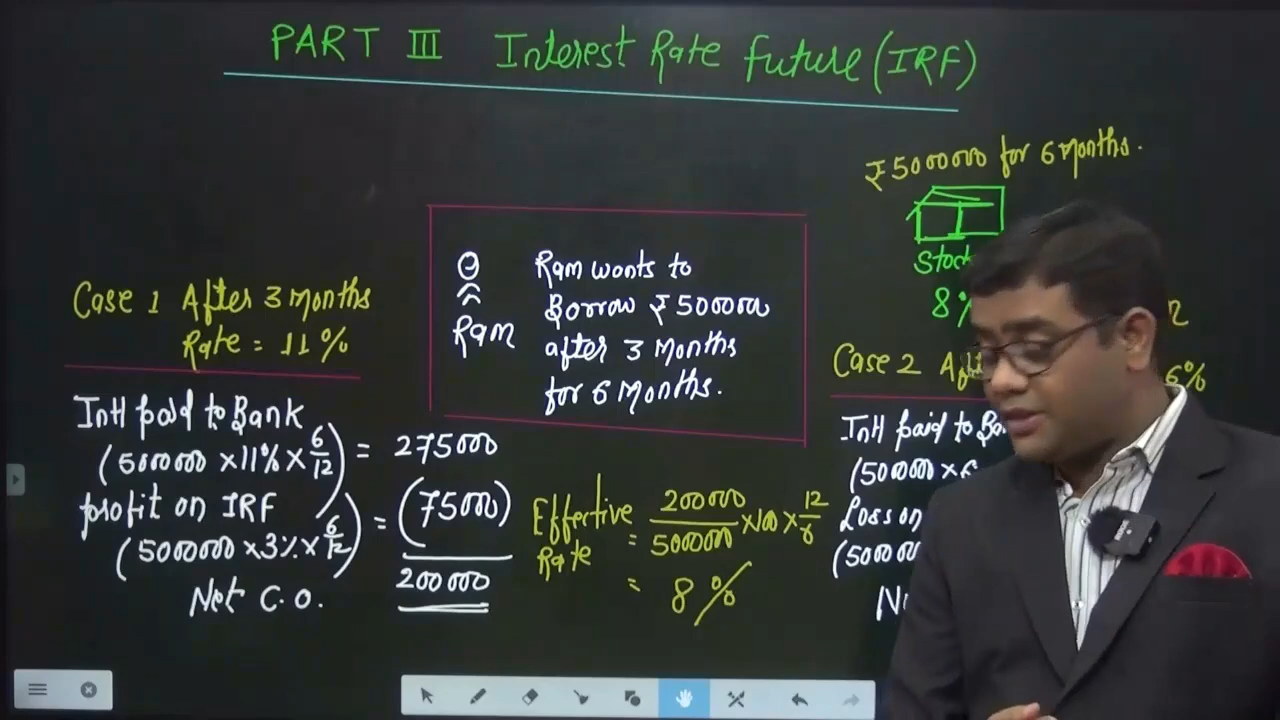 PART III Interest Rate Future (IRF)
₹5000000 for 6 Months.
Ram
Ram wants to
Borrow ₹5000000
after 3 Months
for 6 Months.
Case 1 After 3 months
Rate = 11%
Intt paid to Bank
(5000000 ×11%× 6/12) = 275000
profit on IRF
(5000000 ×3%× 6/12) = (75000)
200000
Net C.O.
Effective
Rate
= 200000/5000000 ×100 × 12/6
= 8%
8%
Case 2
6%
Intt paid to
(5000000 ×
Loss on